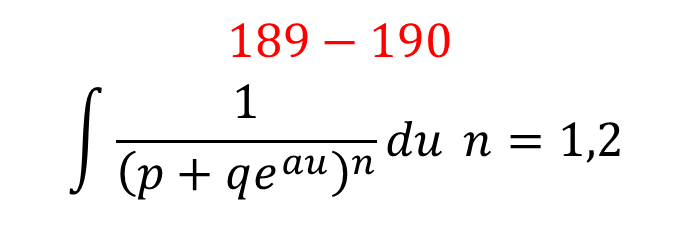 189 − 190
∫ 1/(p + qe^{au})^n du n = 1,2